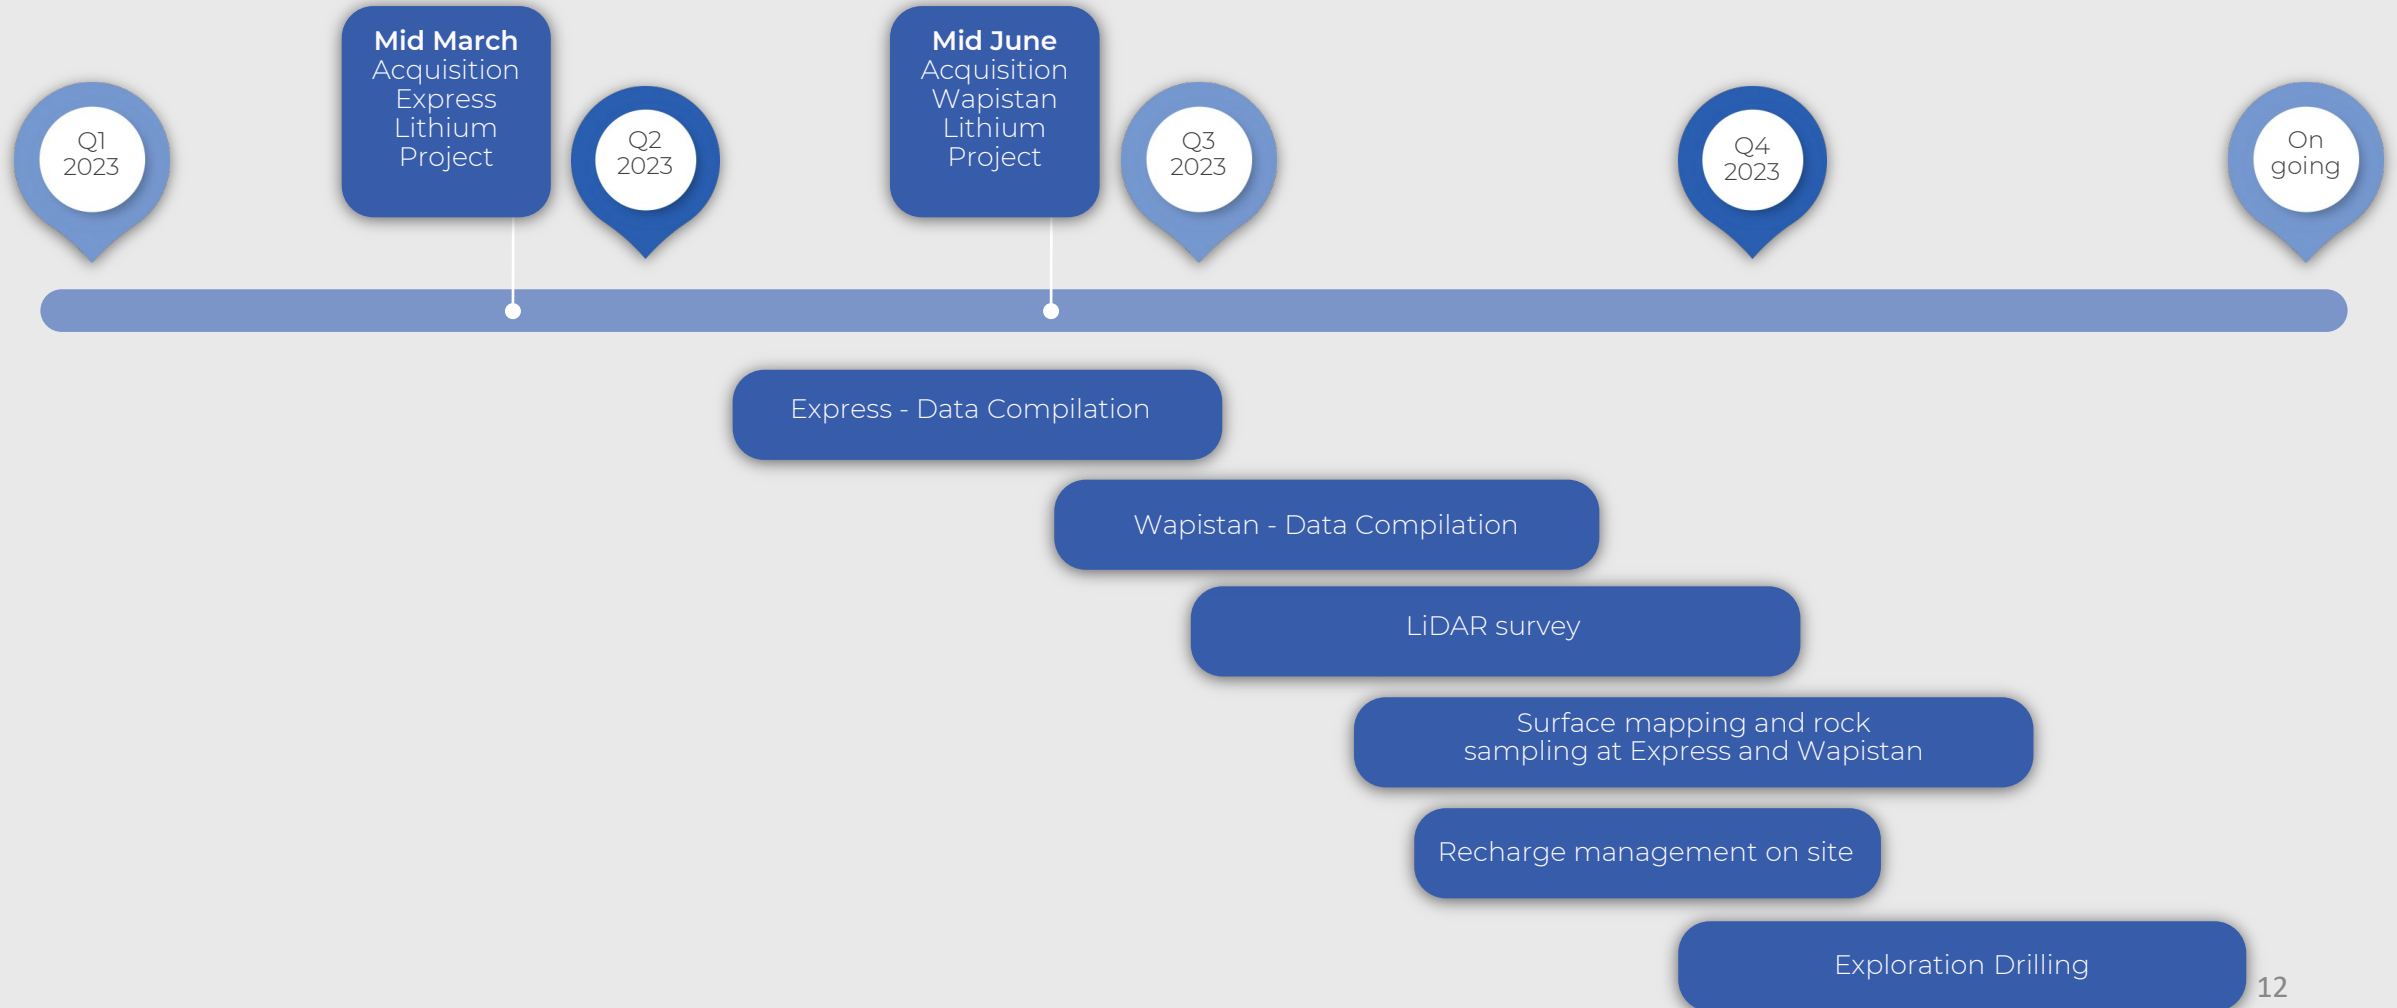 Mid March
Acquisition
Express
Lithium
Project
Mid June
Acquisition
Wapistan
Lithium
Project
Q1
2023
Q2
2023
Q3
2023
Q4
2023
On
going
Express - Data Compilation
Wapistan - Data Compilation
LiDAR survey
Surface mapping and rock
sampling at Express and Wapistan
Recharge management on site
Exploration Drilling
12